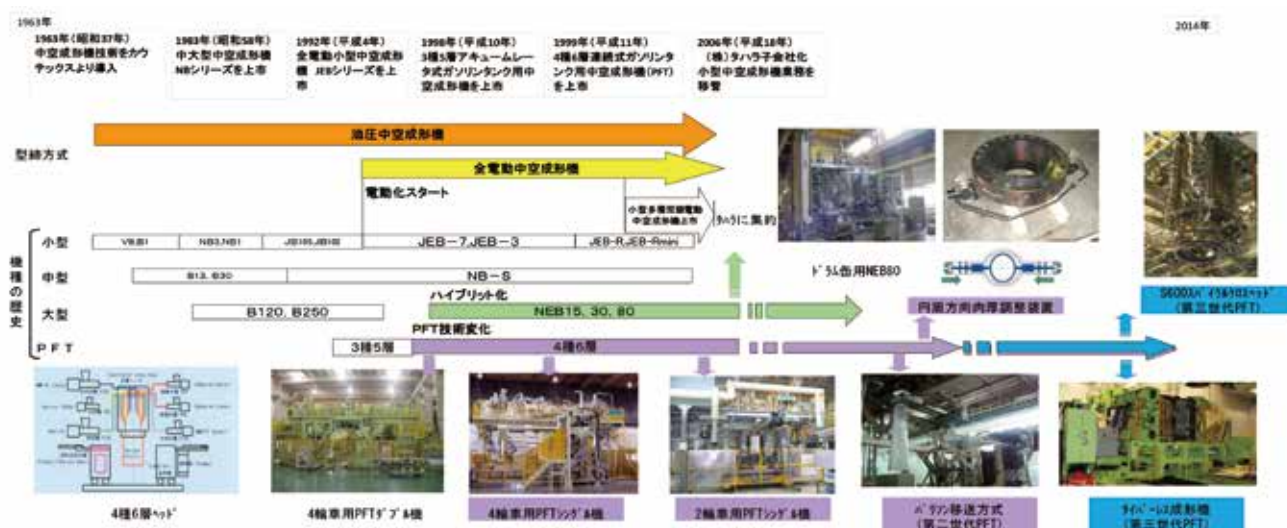 1963年
2014年
1963年(昭和37年)
中空成形機技術をカウ
テックスより導入
1983年(昭和58年)
中大型中空成形機
NBシリーズを上市
1992年(平成4年)
全電動小型中空成形
機 JEBシリーズを上
市
1998年(平成10年)
3種5層アキュームレー
タ式ガソリンタンク用中
空成形機を上市
1999年(平成11年)
4種6層連続式ガソリンタ
ンク用中空成形機(PFT)
を上市
2006年(平成18年)
(株)タハラ子会社化
小型中空成形機業務を
移管
型締方式
油圧中空成形機
全電動中空成形機
電動化スタート
中空成形機上市
タハラに集約
機種の歴史
小型
NB3,NB1
JEB-7,JEB-3
JEB-R,JEB-Rmini
中型
B13, B30
NB-S
大型
B120, B250
ハイブリット化
NEB15, 30, 80
PFT
3種5層
PFT技術変化
4種6層
ドラム缶用NEB80
円周方向肉厚調整装置
S600スパイラルクロスヘッド
(第三世代PFT)
4種6層ヘッド
4輪車用PFTダブル機
4輪車用PFTシングル機
2輪車用PFTシングル機
パリソン移送方式
(第二世代PFT)
タイバーレス成形機
(第三世代PFT)